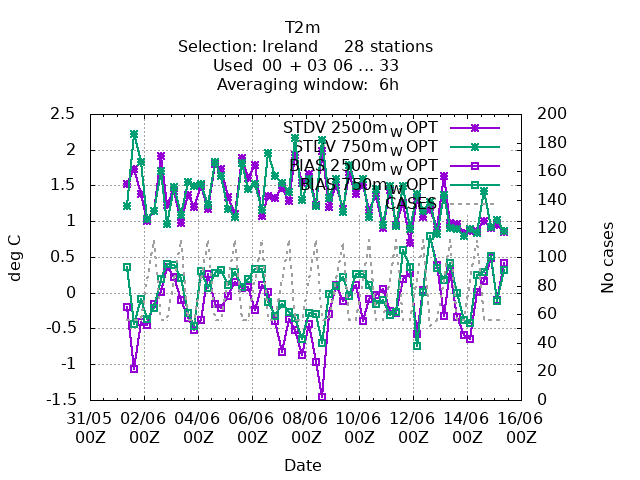 T2m
Selection: Ireland 28 stations
Used 00 + 03 06 ... 33
Averaging window: 6h
STDV 2500m_W OPT
STDV 750m_W OPT
BIAS 2500m_W OPT
BIAS 750m_W OPT
CASES
deg C
2.5
2
1.5
1
0.5
0
-0.5
-1
-1.5
200
180
160
140
120
100
80
60
40
20
0
No cases
31/05 02/06 04/06 06/06 08/06 10/06 12/06 14/06 16/06
00Z 00Z 00Z 00Z 00Z 00Z 00Z 00Z 00Z
Date